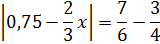 |0,75 − 2/3 x| = 7/6 − 3/4